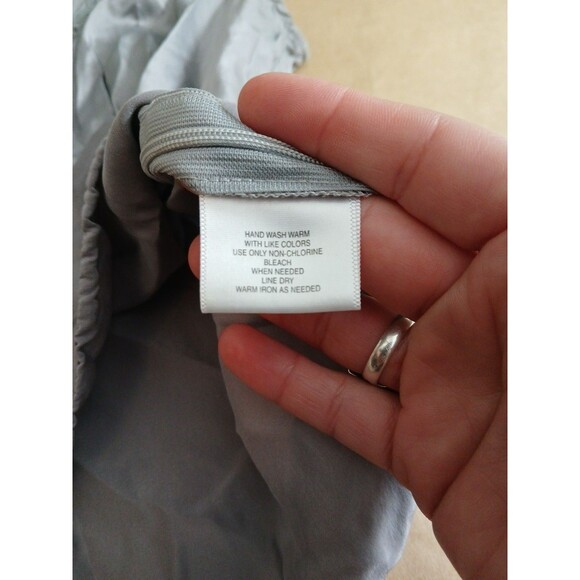 HAND WASH WARM
WITH LIKE COLORS
USE ONLY NON-CHLORINE
BLEACH
WHEN NEEDED
LINE DRY
WARM IRON AS NEEDED